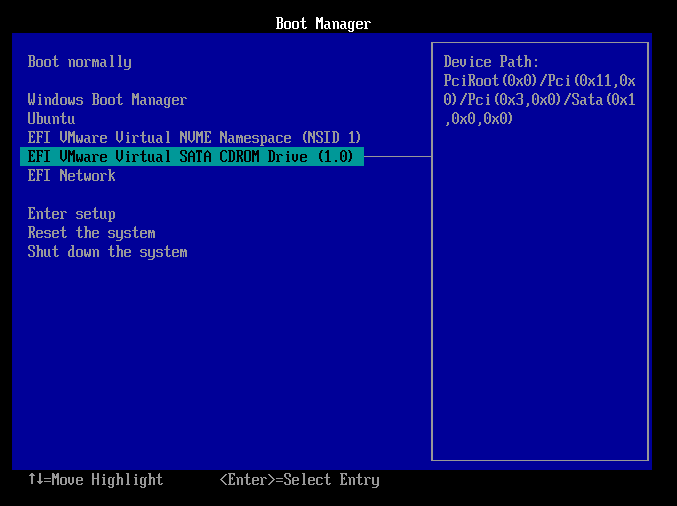 Boot Manager
Boot normally
Windows Boot Manager
Ubuntu
EFI VMware Virtual NVME Namespace (NSID 1)
EFI VMware Virtual SATA CDROM Drive (1.0)
EFI Network
Enter setup
Reset the system
Shut down the system
Device Path:
PciRoot(0x0)/Pci(0x11,0x
0)/Pci(0x3,0x0)/Sata(0x1
,0x0,0x0)
↑↓=Move Highlight <Enter>=Select Entry